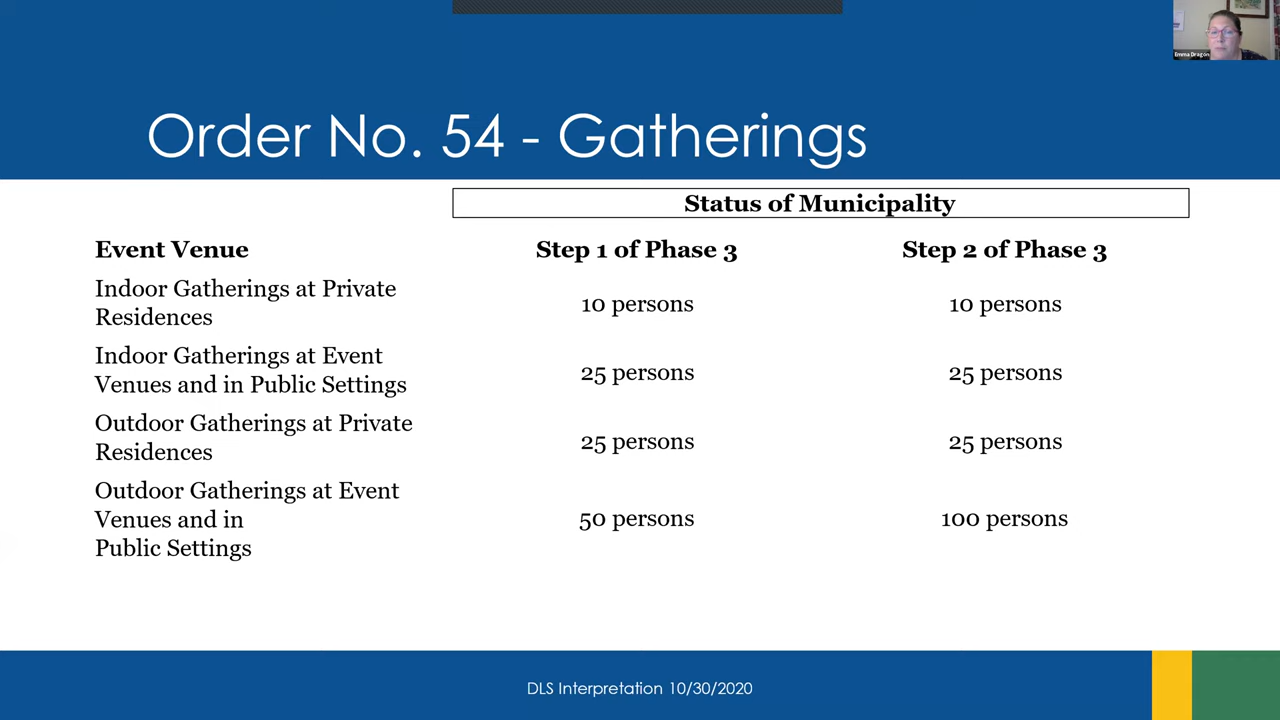 Emma Dragon
Order No. 54 - Gatherings
Status of Municipality
Event Venue Step 1 of Phase 3 Step 2 of Phase 3
Indoor Gatherings at Private
Residences
10 persons 10 persons
Indoor Gatherings at Event
Venues and in Public Settings
25 persons 25 persons
Outdoor Gatherings at Private
Residences
25 persons 25 persons
Outdoor Gatherings at Event
Venues and in
Public Settings
50 persons 100 persons
DLS Interpretation 10/30/2020